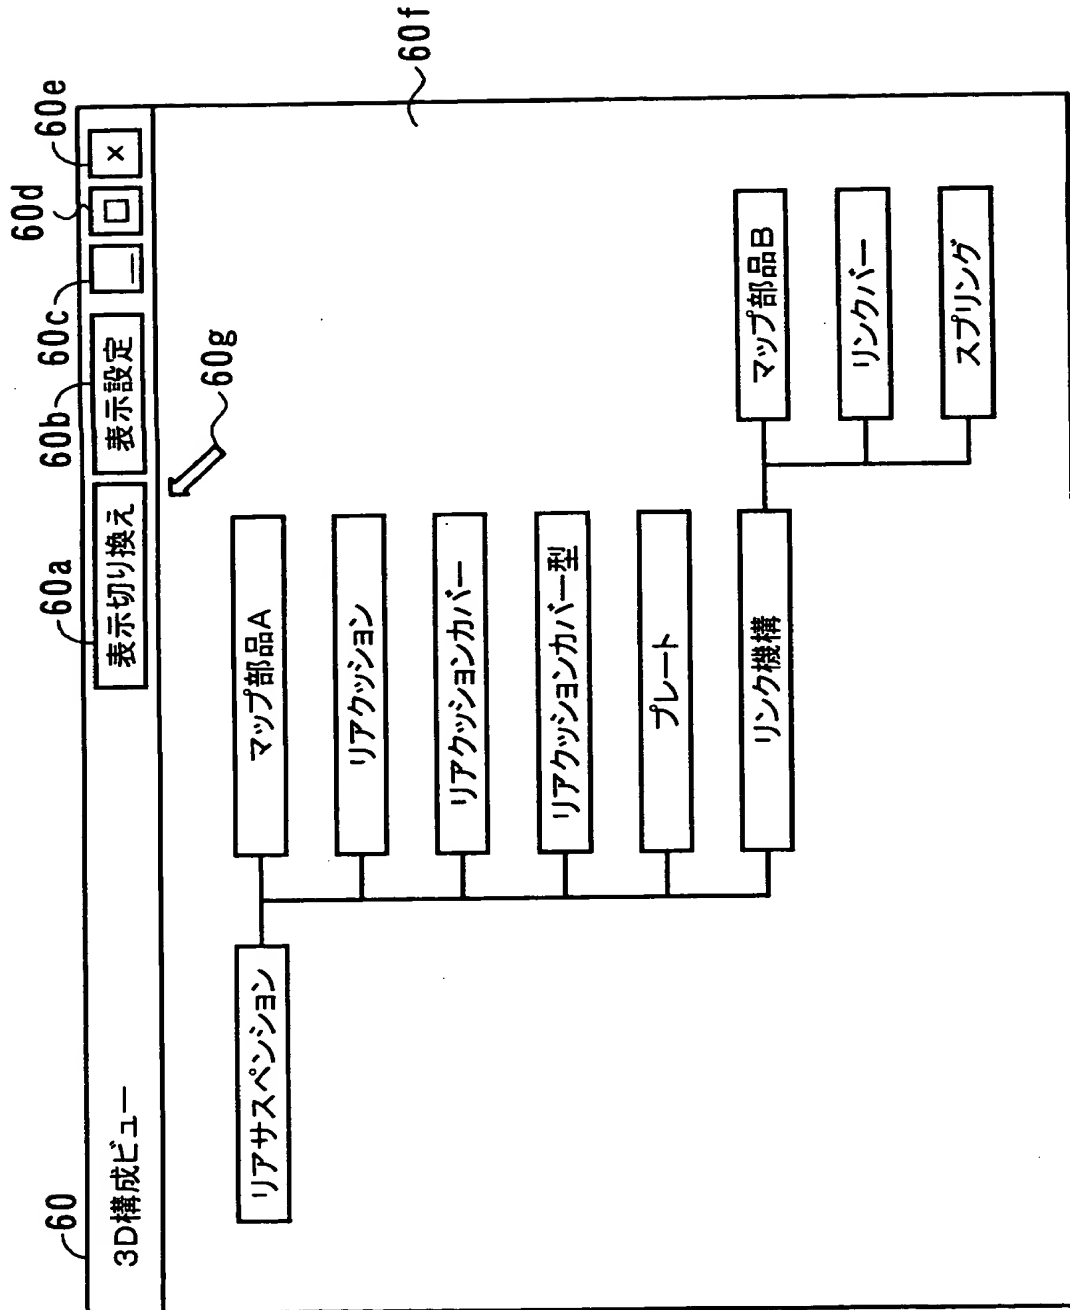 60
60a
60b
60c
60d
60e
3D構成ビュー
表示切り換え
表示設定
×
60g
60f
リアサスペンション
マップ部品A
リアクッション
リアクッションカバー
リアクッションカバー型
プレート
リンク機構
マップ部品B
リンクバー
スプリング